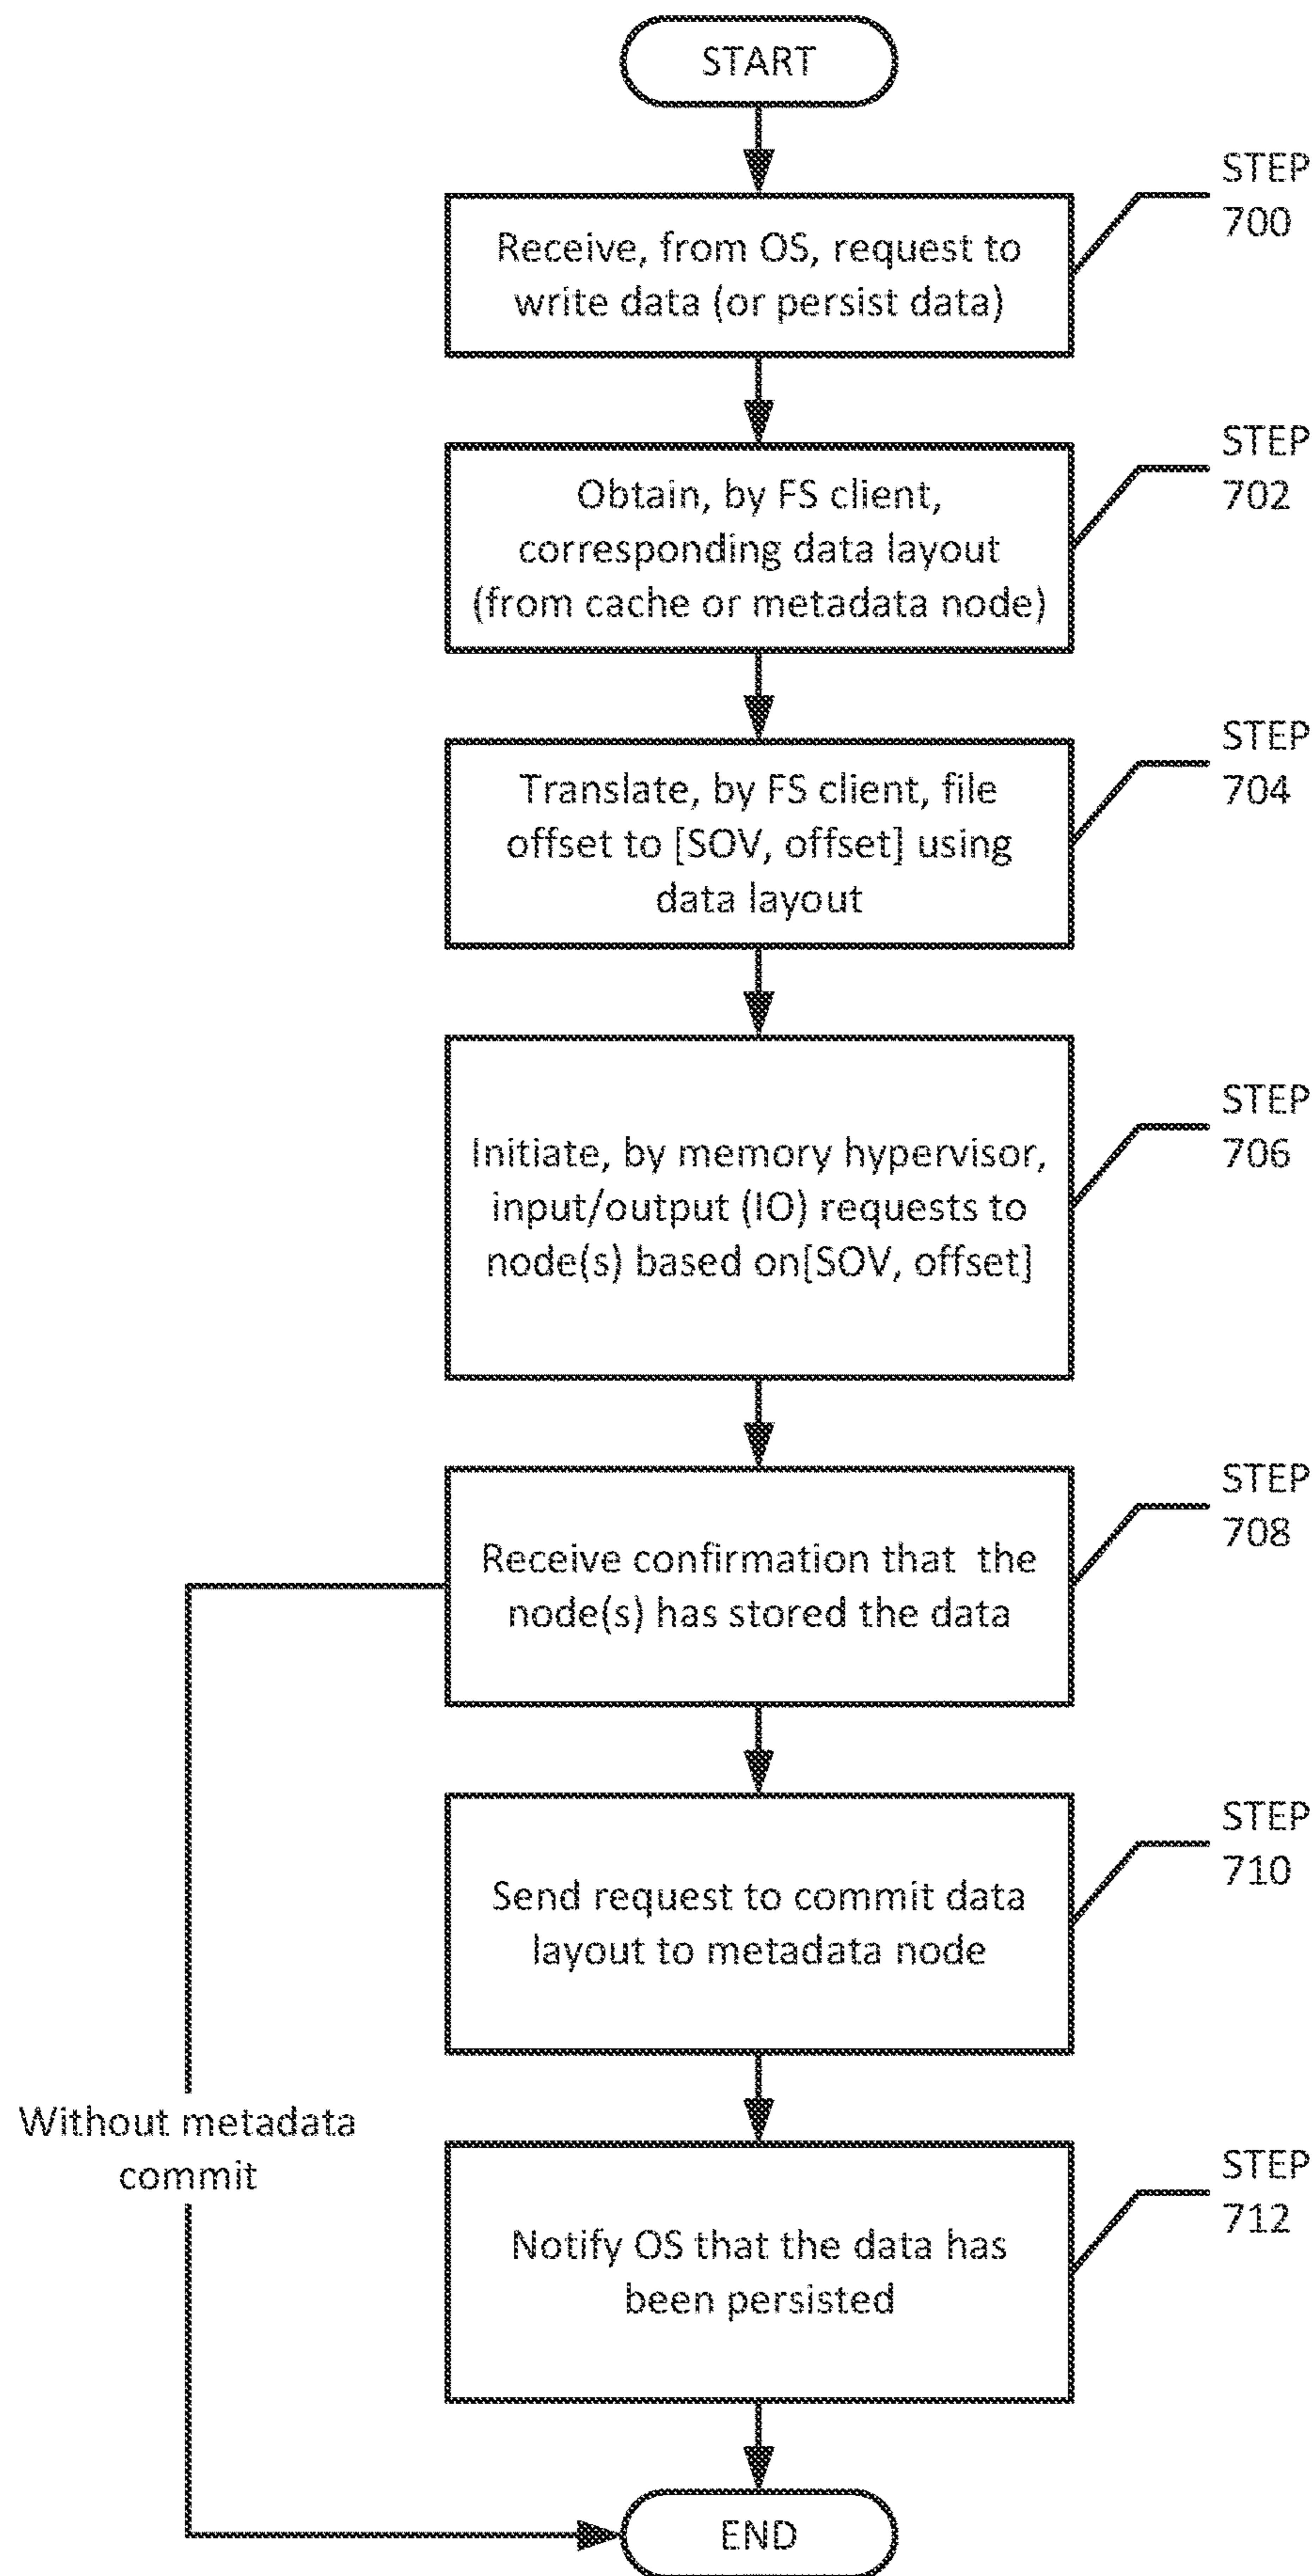 START
STEP
700
Receive, from OS, request to
write data (or persist data)
STEP
702
Obtain, by FS client,
corresponding data layout
(from cache or metadata node)
STEP
704
Translate, by FS client, file
offset to [SOV, offset] using
data layout
STEP
706
Initiate, by memory hypervisor,
input/output (IO) requests to
node(s) based on[SOV, offset]
STEP
708
Receive confirmation that the
node(s) has stored the data
STEP
710
Send request to commit data
layout to metadata node
Without metadata
commit
STEP
712
Notify OS that the data has
been persisted
END